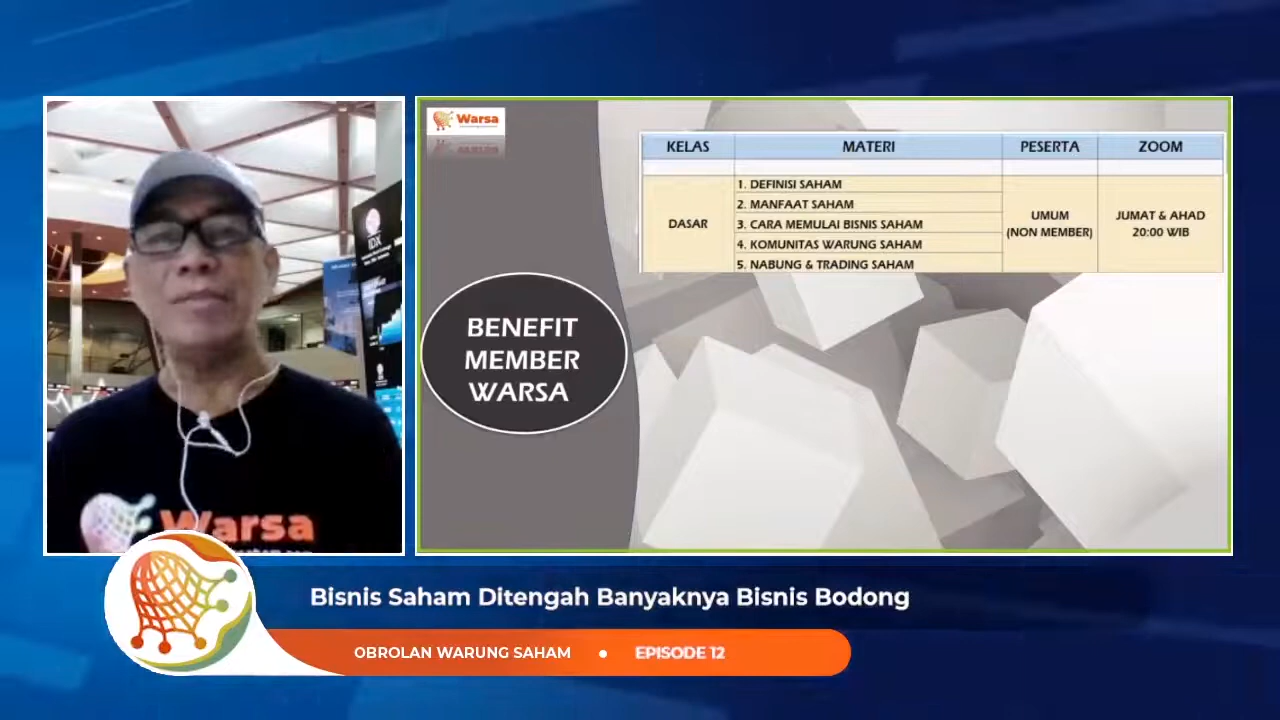 IDX
Warsa
Warsa
KELAS MATERI PESERTA ZOOM
DASAR
1. DEFINISI SAHAM
2. MANFAAT SAHAM
3. CARA MEMULAI BISNIS SAHAM
4. KOMUNITAS WARUNG SAHAM
5. NABUNG & TRADING SAHAM
UMUM
(NON MEMBER)
JUMAT & AHAD
20:00 WIB
BENEFIT
MEMBER
WARSA
Bisnis Saham Ditengah Banyaknya Bisnis Bodong
OBROLAN WARUNG SAHAM • EPISODE 12